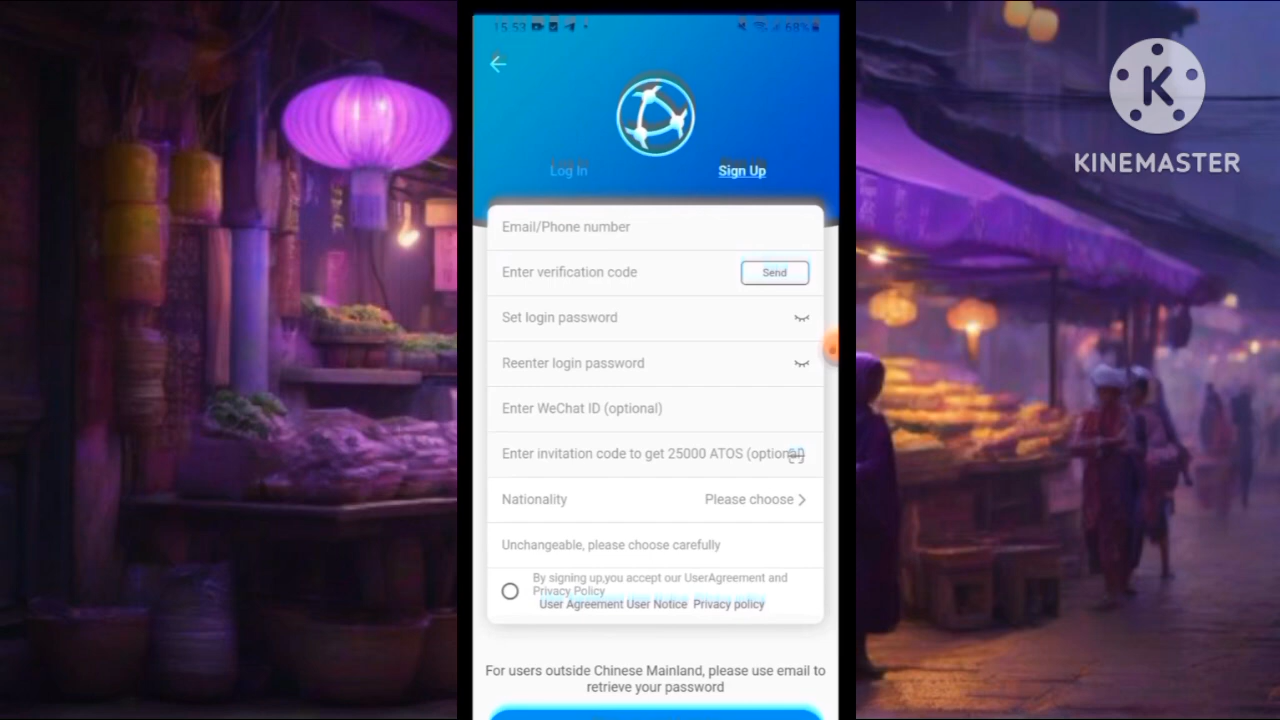 15 53
68%
Log In
Sign Up
Email/Phone number
Enter verification code
Send
Set login password
Reenter login password
Enter WeChat ID (optional)
Enter invitation code to get 25000 ATOS (optional)
Nationality
Please choose
Unchangeable, please choose carefully
By signing up,you accept our UserAgreement and
Privacy Policy
User Agreement User Notice Privacy policy
For users outside Chinese Mainland, please use email to
retrieve your password
K
KINEMASTER